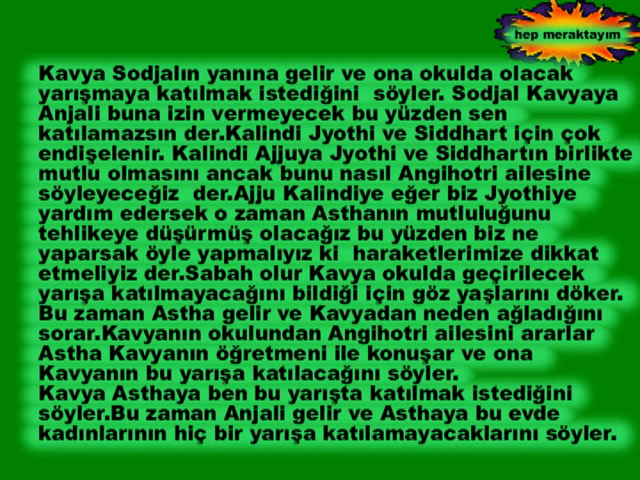 hep meraktayım
Kavya Sodjalın yanına gelir ve ona okulda olacak
yarışmaya katılmak istediğini  söyler. Sodjal Kavyaya
Anjali buna izin vermeyecek bu yüzden sen
katılamazsın der.Kalindi Jyothi ve Siddhart için çok
endişelenir. Kalindi Ajjuya Jyothi ve Siddhartın birlikte
mutlu olmasını ancak bunu nasıl Angihotri ailesine
söyleyeceğiz  der.Ajju Kalindiye eğer biz Jyothiye
yardım edersek o zaman Asthanın mutluluğunu
tehlikeye düşürmüş olacağız bu yüzden biz ne
yaparsak öyle yapmalıyız ki  haraketlerimize dikkat
etmeliyiz der.Sabah olur Kavya okulda geçirilecek
yarışa katılmayacağını bildiği için göz yaşlarını döker.
Bu zaman Astha gelir ve Kavyadan neden ağladığını
sorar.Kavyanın okulundan Angihotri ailesini ararlar
Astha Kavyanın öğretmeni ile konuşar ve ona
Kavyanın bu yarışa katılacağını söyler.
Kavya Asthaya ben bu yarışta katılmak istediğini
söyler.Bu zaman Anjali gelir ve Asthaya bu evde
kadınlarının hiç bir yarışa katılamayacaklarını söyler.